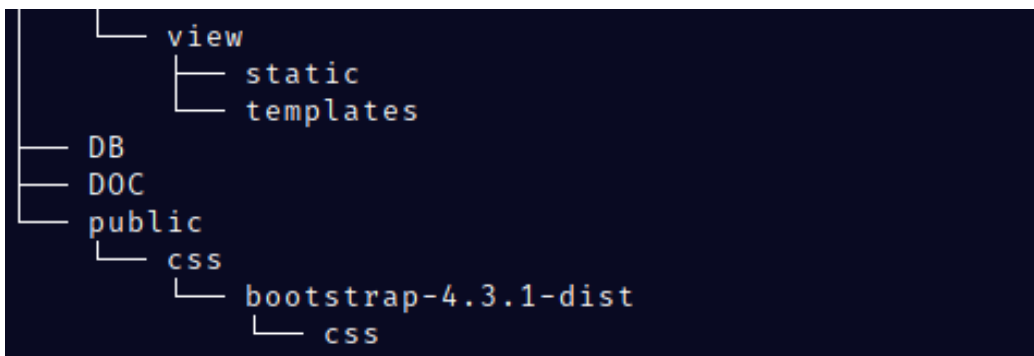 view
static
templates
DB
DOC
public
css
bootstrap-4.3.1-dist
css